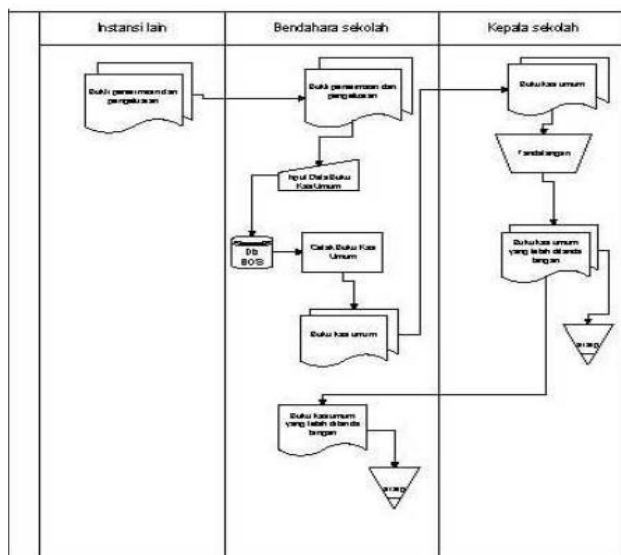 Instansi lain
Bendahara sekolah
Kepala sekolah
Bukti penerimaan dan
pengeluaran
Bukti penerimaan dan
pengeluaran
Buku kas umum
Tandatangan
Input Data Buku
Kas Umum
Db
BOS
Cetak Buku Kas
Umum
Buku kas umum
yang telah ditanda
tangan
Buku kas umum
arsip
Buku kas umum
yang telah ditanda
tangan
arsip